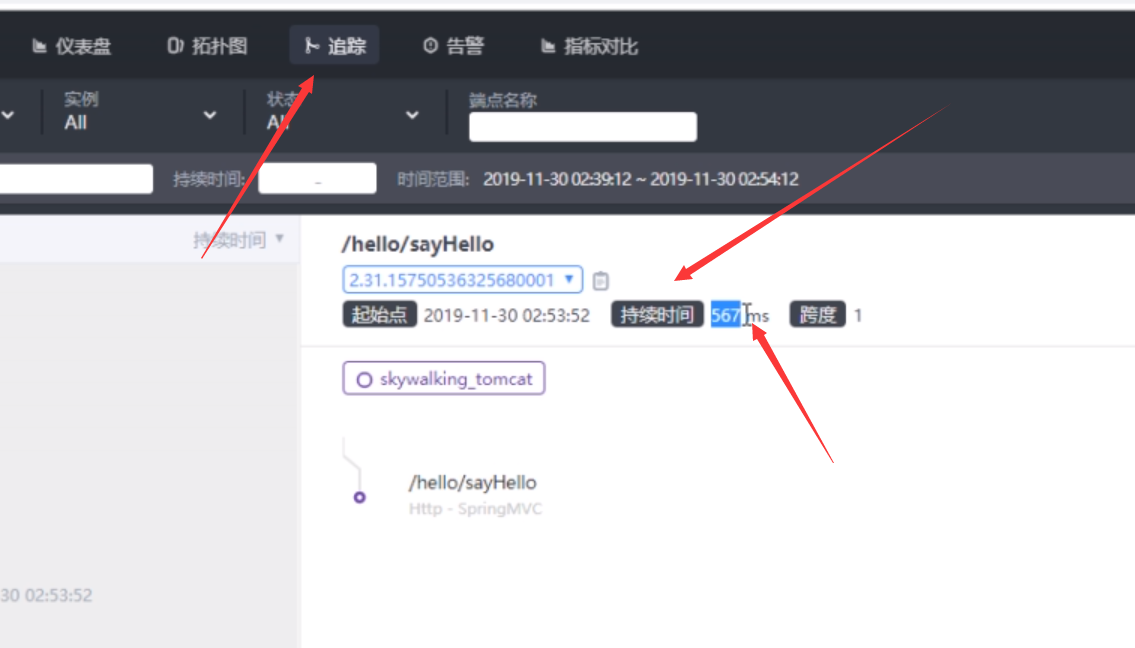 仪表盘 拓扑图 追踪 告警 指标对比
实例 状态 端点名称
All All
持续时间: - 时间范围: 2019-11-30 02:39:12 ~ 2019-11-30 02:54:12
持续时间
/hello/sayHello
2.31.15750536325680001
起始点 2019-11-30 02:53:52 持续时间 567 ms 跨度 1
skywalking_tomcat
/hello/sayHello
Http - SpringMVC
30 02:53:52